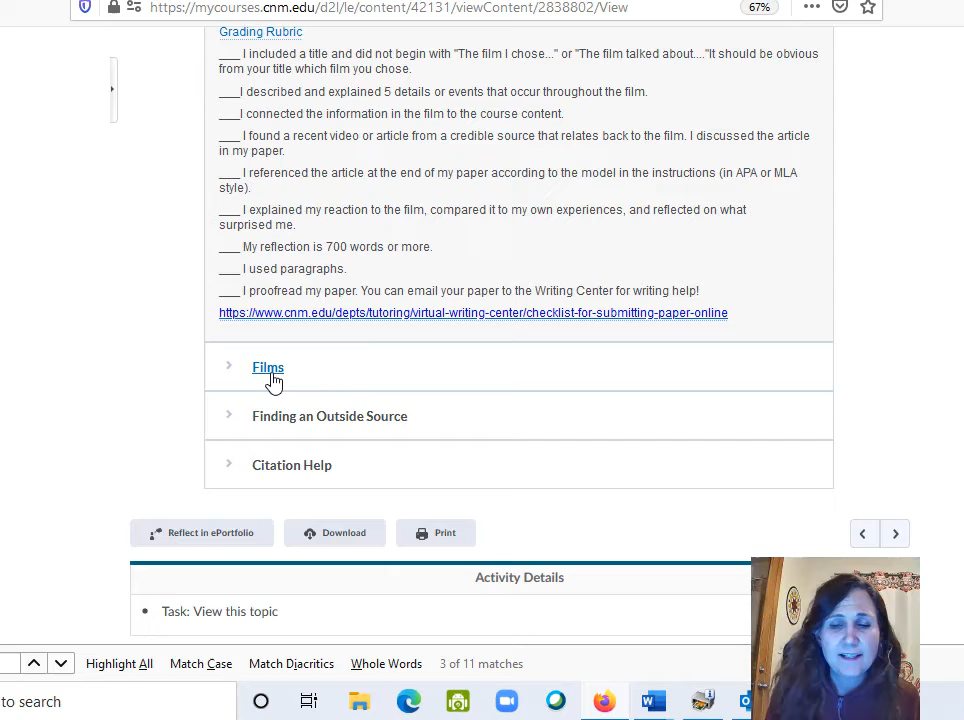 https://mycourses.cnm.edu/d2l/le/content/42131/viewContent/2838802/View
67%
Grading Rubric
___ I included a title and did not begin with "The film I chose..." or "The film talked about...."It should be obvious
from your title which film you chose.
___I described and explained 5 details or events that occur throughout the film.
___I connected the information in the film to the course content.
___ I found a recent video or article from a credible source that relates back to the film. I discussed the article
in my paper.
___ I referenced the article at the end of my paper according to the model in the instructions (in APA or MLA
style).
___ I explained my reaction to the film, compared it to my own experiences, and reflected on what
surprised me.
___ My reflection is 700 words or more.
___ I used paragraphs.
___ I proofread my paper. You can email your paper to the Writing Center for writing help!
https://www.cnm.edu/depts/tutoring/virtual-writing-center/checklist-for-submitting-paper-online
Films
Finding an Outside Source
Citation Help
Reflect in ePortfolio
Download
Print
Activity Details
Task: View this topic
Highlight All
Match Case
Match Diacritics
Whole Words
3 of 11 matches
to search